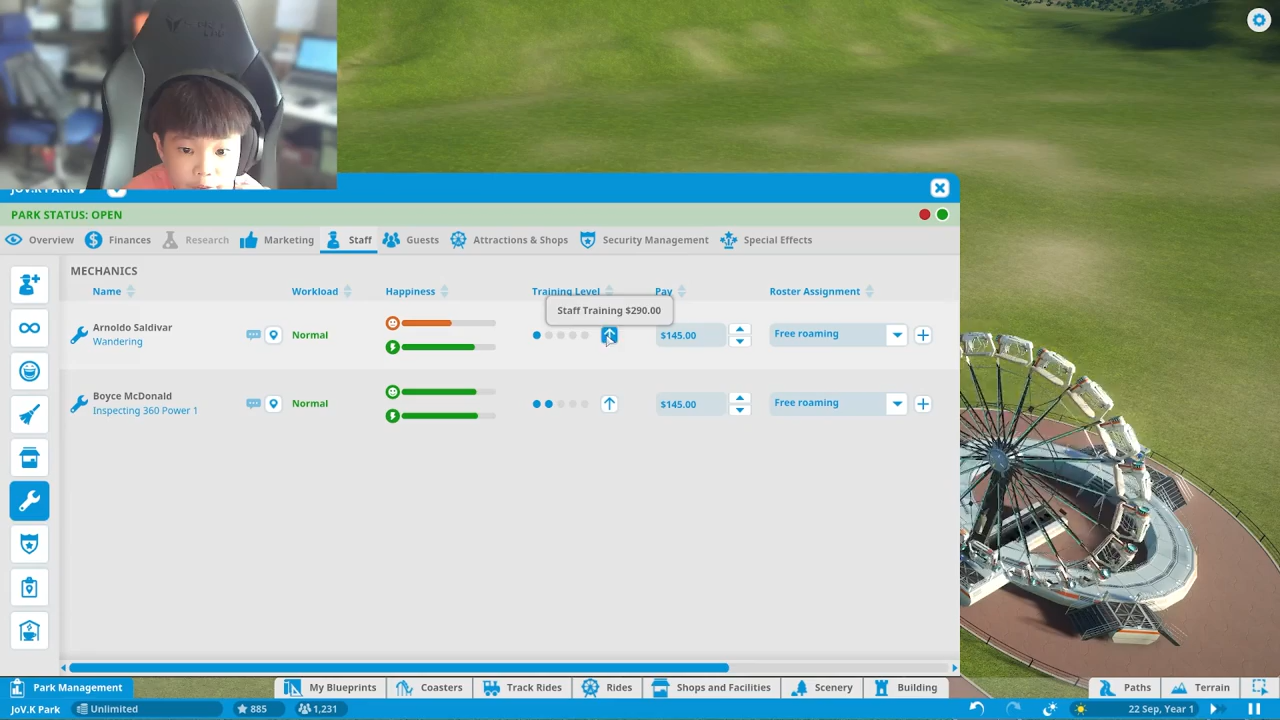 JoV.K PARK
PARK STATUS: OPEN
Overview Finances Research Marketing Staff Guests Attractions & Shops Security Management Special Effects
MECHANICS
Name Workload Happiness Training Level Pay Roster Assignment
Staff Training $290.00
Arnoldo Saldivar
Wandering
Normal
$145.00
Free roaming
Boyce McDonald
Inspecting 360 Power 1
Normal
$145.00
Free roaming
Park Management My Blueprints Coasters Track Rides Rides Shops and Facilities Scenery Building Paths Terrain
JoV.K Park Unlimited 885 1,231 22 Sep, Year 1